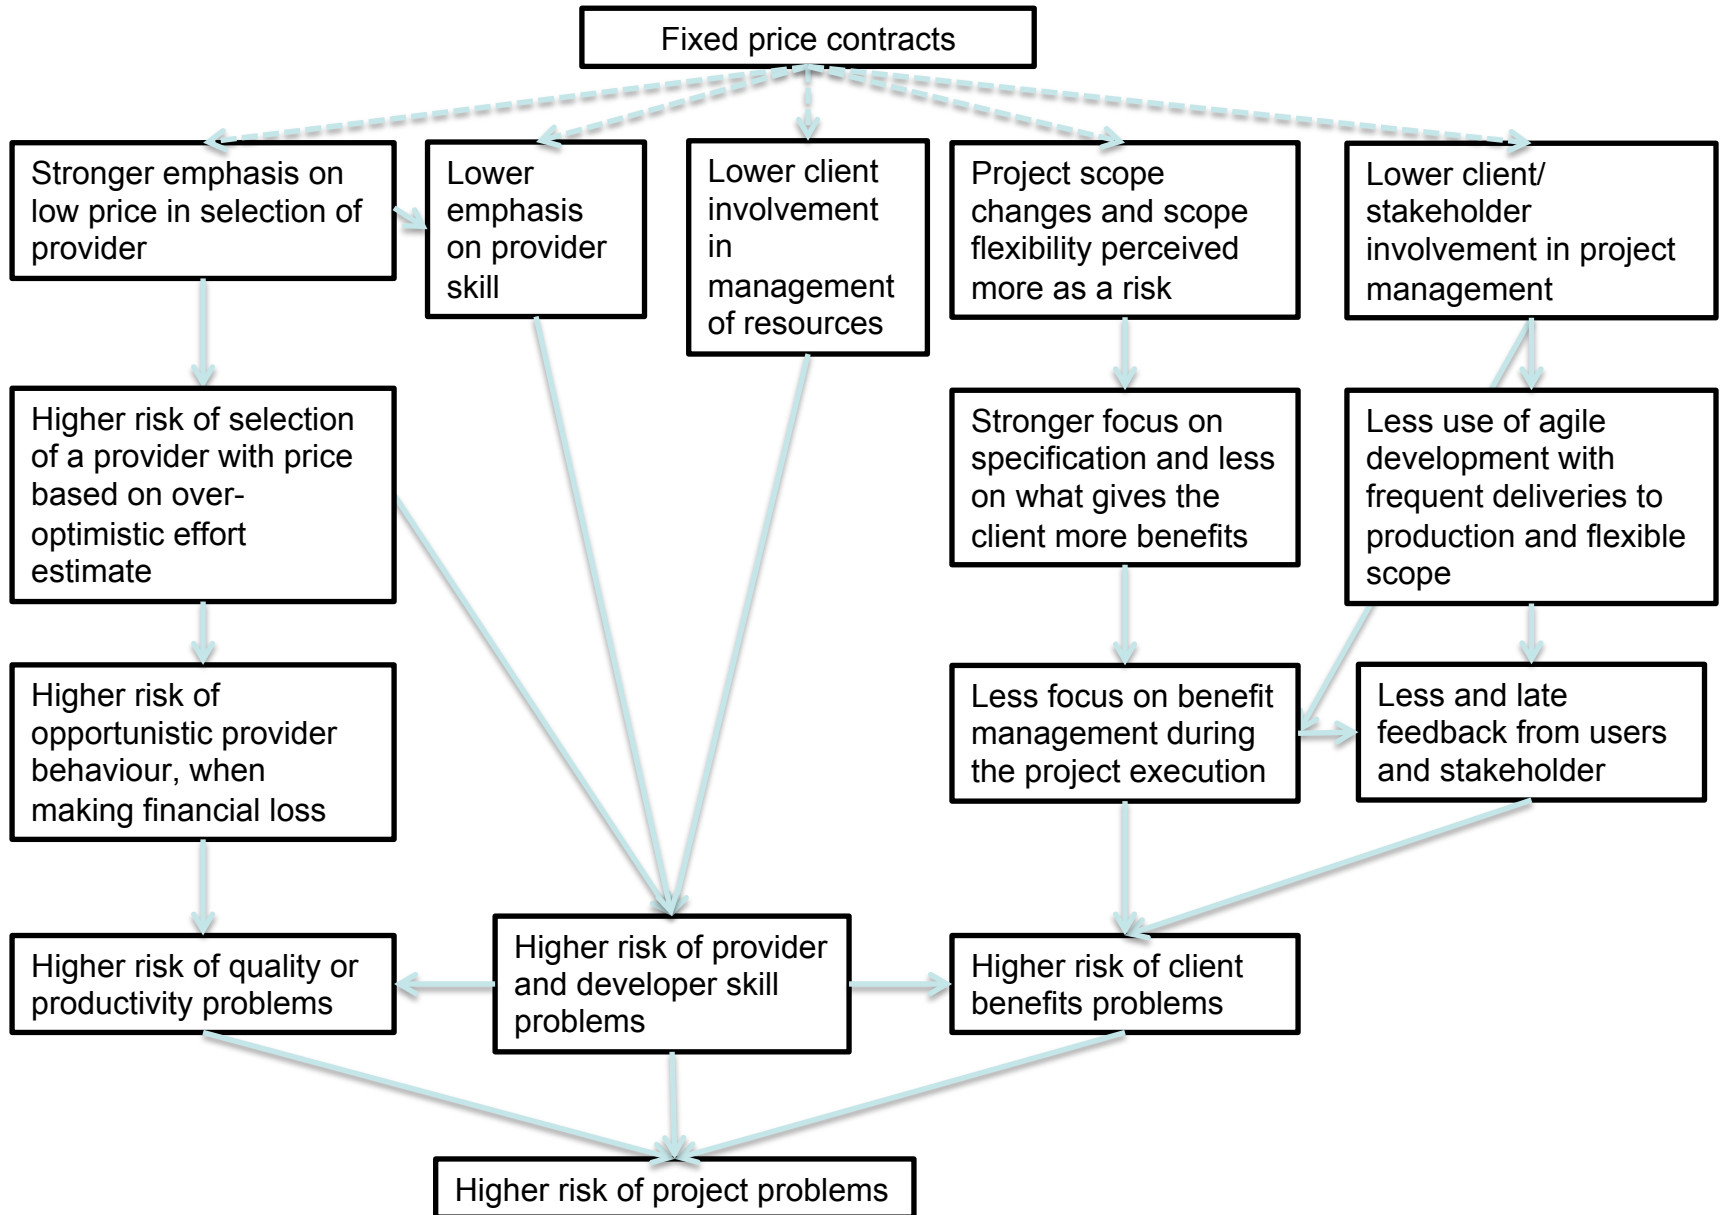 Fixed price contracts
Stronger emphasis on
low price in selection of
provider
Lower
emphasis
on provider
skill
Lower client
involvement
in
management
of resources
Project scope
changes and scope
flexibility perceived
more as a risk
Lower client/
stakeholder
involvement in project
management
Higher risk of selection
of a provider with price
based on over-
optimistic effort
estimate
Stronger focus on
specification and less
on what gives the
client more benefits
Less use of agile
development with
frequent deliveries to
production and flexible
scope
Higher risk of
opportunistic provider
behaviour, when
making financial loss
Less focus on benefit
management during
the project execution
Less and late
feedback from users
and stakeholder
Higher risk of quality or
productivity problems
Higher risk of provider
and developer skill
problems
Higher risk of client
benefits problems
Higher risk of project problems